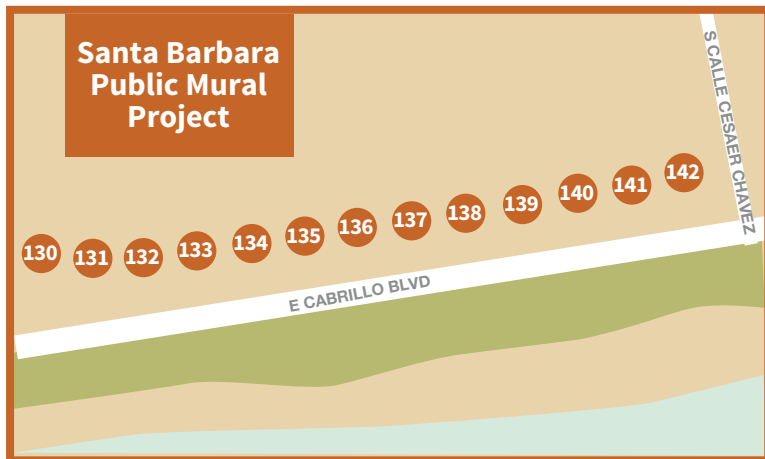 Santa Barbara
Public Mural
Project
S CALLE CESAER CHAVEZ
130
131
132
133
134
135
136
137
138
139
140
141
142
E CABRILLO BLVD